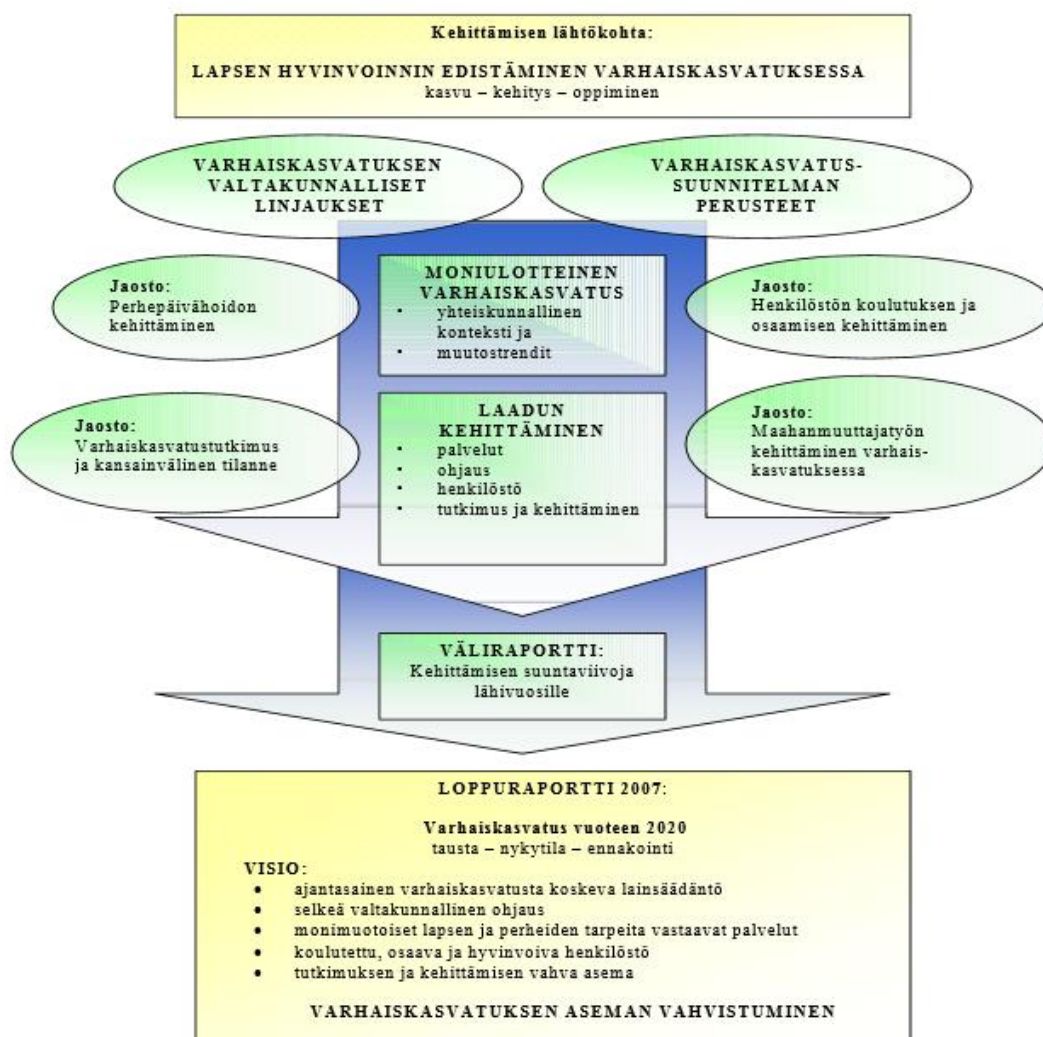 Kehittämisen lähtökohta:
LAPSEN HYVINVOINNIN EDISTÄMINEN VARHAISKASVATUKSESSA
kasvu – kehitys – oppiminen
VARHAISKASVATUKSEN
VALTAKUNNALLISET
LINJAUKSET
VARHAISKASVATUS-
SUUNNITELMAN
PERUSTEET
Jaosto:
Perhepäivähoidon
kehittäminen
MONIULOTTEINEN
VARHAISKASVATUS
• yhteiskunnallinen
konteksti ja
• muutostrendit
Jaosto:
Henkilöstön koulutuksen ja
osaamisen kehittäminen
Jaosto:
Varhaiskasvatustutkimus
ja kansainvälinen tilanne
LAADUN
KEHITTÄMINEN
• palvelut
• ohjaus
• henkilöstö
• tutkimus ja kehittäminen
Jaosto:
Maahanmuuttajatyön
kehittäminen varhais-
kasvatuksessa
VÄLIRAPORTTI:
Kehittämisen suuntaviivoja
lähivuosille
LOPPURAPORTTI 2007:
Varhaiskasvatus vuoteen 2020
tausta – nykytila – ennakointi
VISIO:
• ajantasainen varhaiskasvatusta koskeva lainsäädäntö
• selkeä valtakunnallinen ohjaus
• monimuotoiset lapsen ja perheiden tarpeita vastaavat palvelut
• koulutettu, osaava ja hyvinvoiva henkilöstö
• tutkimuksen ja kehittämisen vahva asema
VARHAISKASVATUKSEN ASEMAN VAHVISTUMINEN